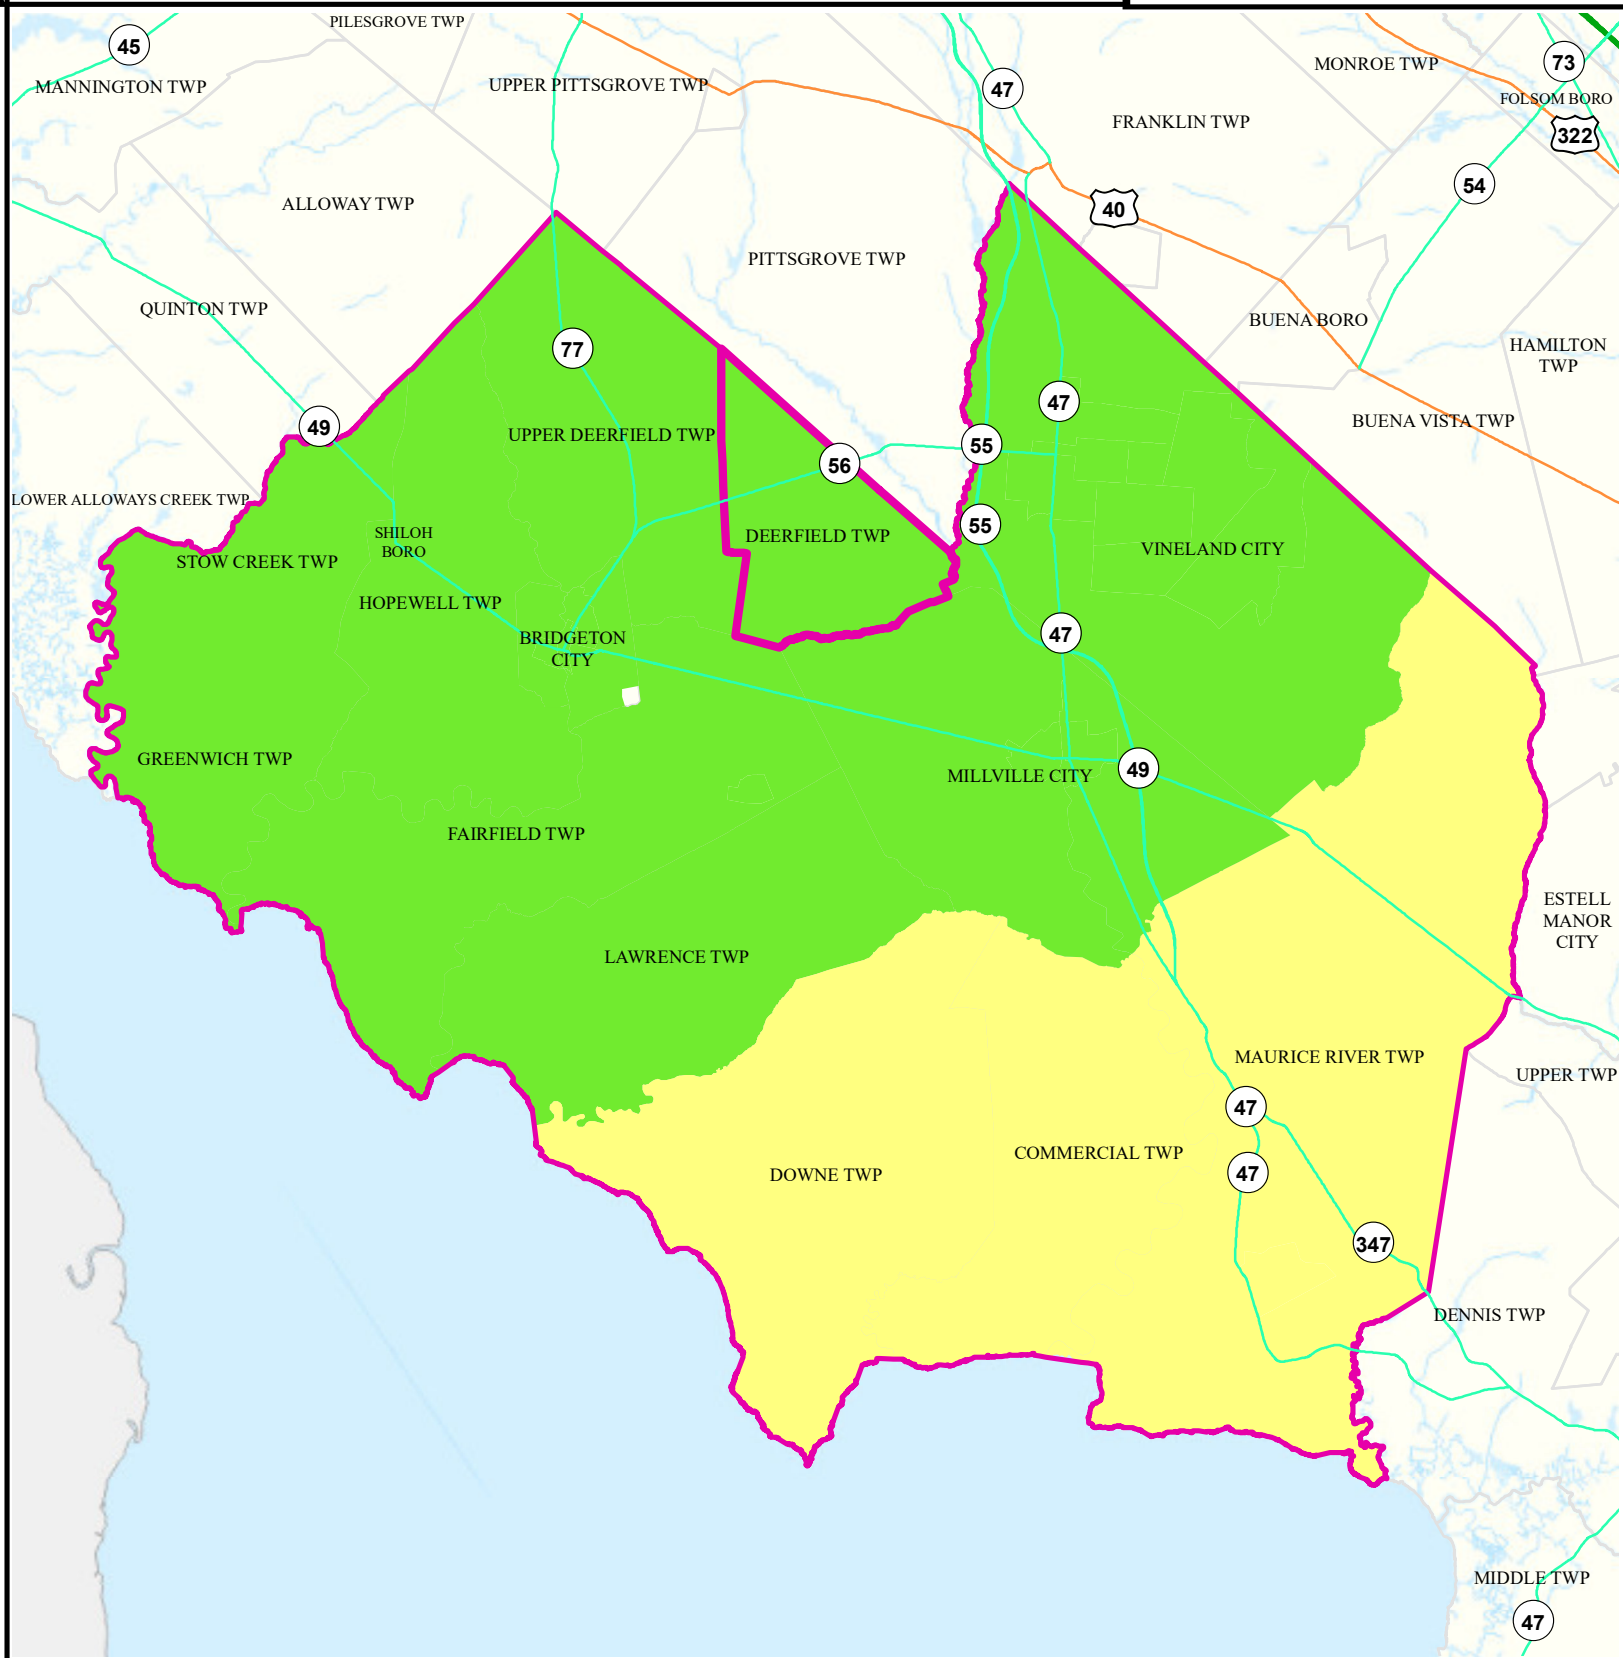 PILESGROVE TWP
45
MANNINGTON TWP
UPPER PITTSGROVE TWP
47
MONROE TWP
73
FOLSOM BORO
322
FRANKLIN TWP
54
ALLOWAY TWP
40
PITTSGROVE TWP
QUINTON TWP
BUENA BORO
HAMILTON
TWP
77
47
BUENA VISTA TWP
49
UPPER DEERFIELD TWP
55
56
LOWER ALLOWAYS CREEK TWP
55
SHILOH
BORO
DEERFIELD TWP
VINELAND CITY
STOW CREEK TWP
HOPEWELL TWP
47
BRIDGETON
CITY
GREENWICH TWP
49
MILLVILLE CITY
FAIRFIELD TWP
ESTELL
MANOR
CITY
LAWRENCE TWP
MAURICE RIVER TWP
UPPER TWP
47
COMMERCIAL TWP
DOWNE TWP
47
347
DENNIS TWP
MIDDLE TWP
47